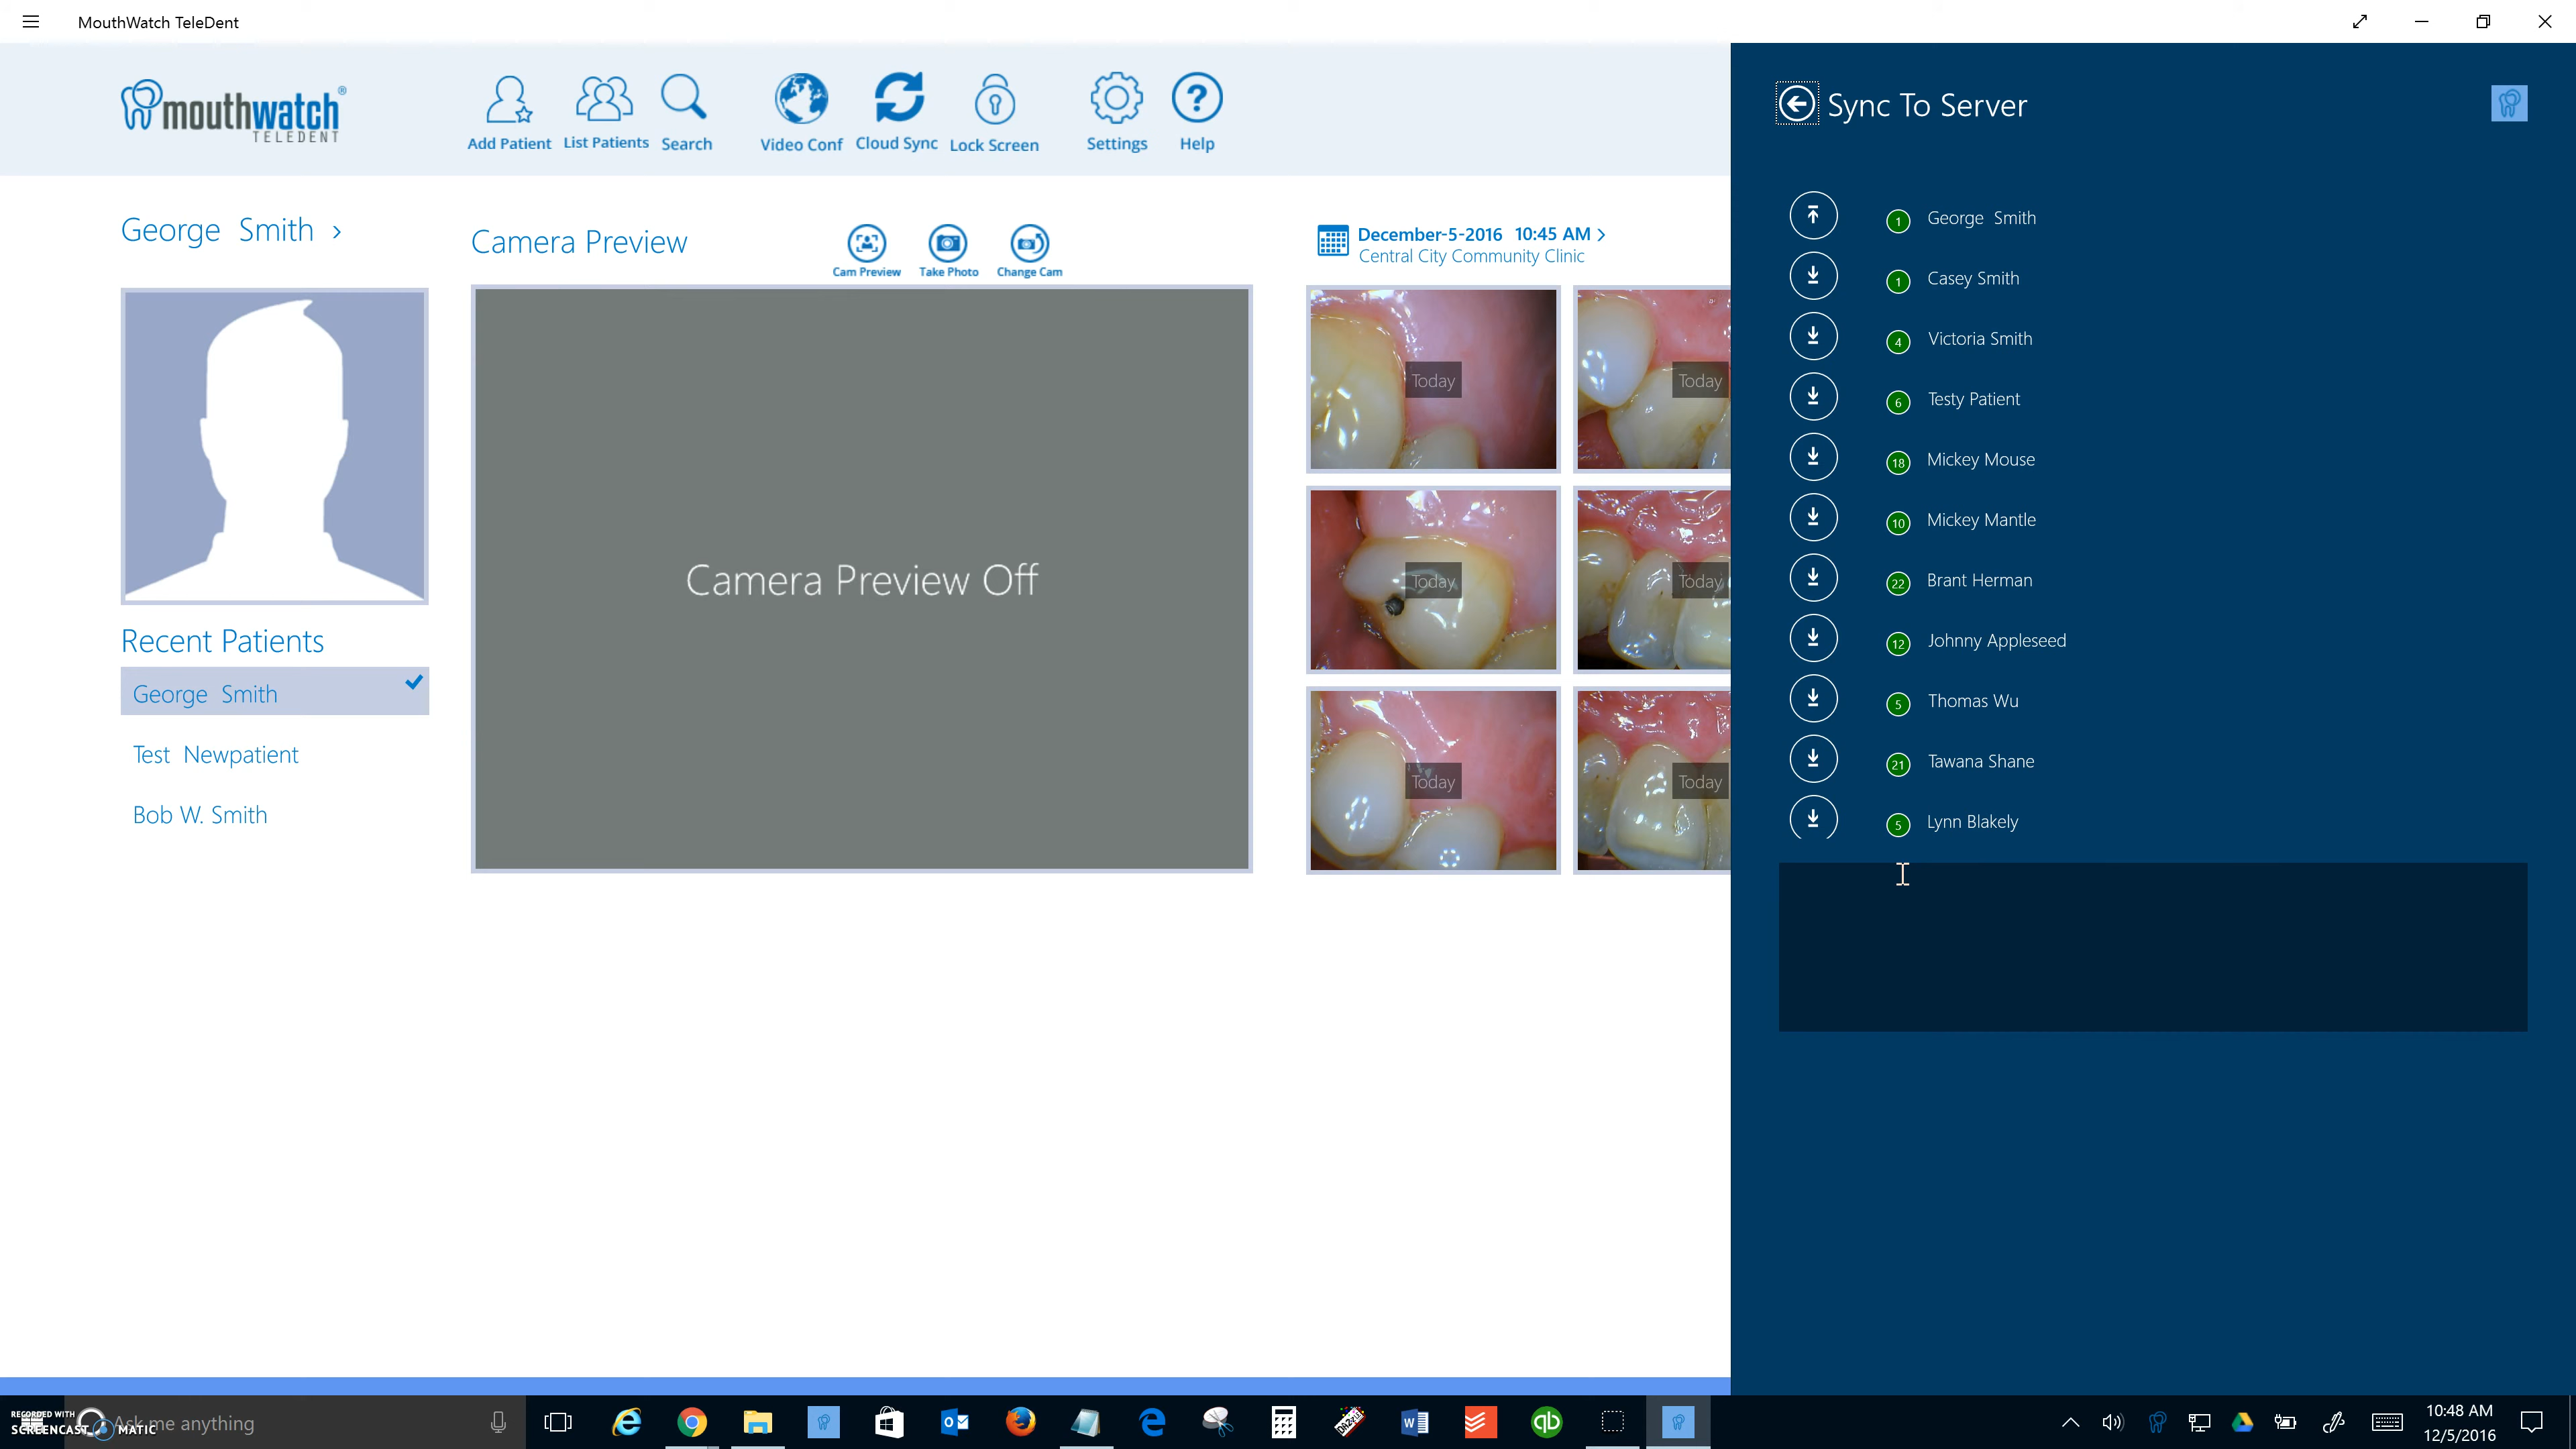 MouthWatch TeleDent
mouthwatch®
TELEDENT
Add Patient
List Patients
Search
Video Conf
Cloud Sync
Lock Screen
Settings
Help
George Smith >
Recent Patients
George Smith
Test Newpatient
Bob W. Smith
Camera Preview
Cam Preview
Take Photo
Change Cam
Camera Preview Off
December-5-2016 10:45 AM >
Central City Community Clinic
Today
Today
Today
Today
Today
Today
Sync To Server
1 George Smith
1 Casey Smith
4 Victoria Smith
6 Testy Patient
18 Mickey Mouse
10 Mickey Mantle
22 Brant Herman
12 Johnny Appleseed
5 Thomas Wu
21 Tawana Shane
5 Lynn Blakely
RECORDED WITH
SCREENCAST MATIC
Ask me anything
10:48 AM
12/5/2016